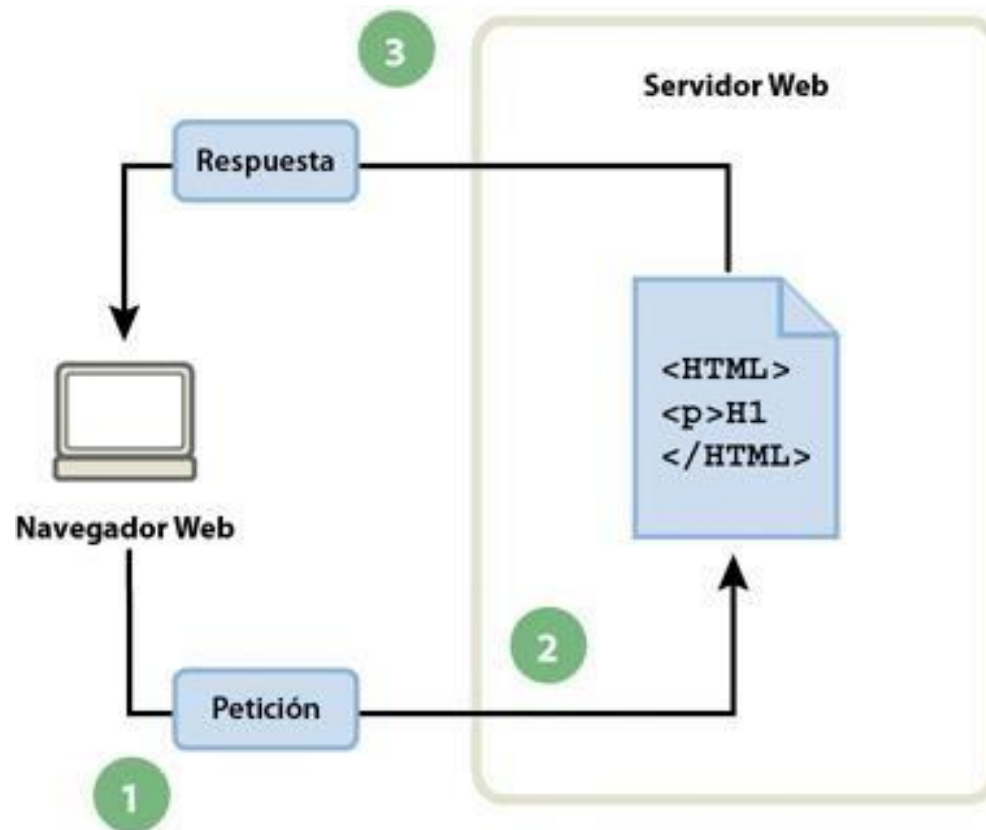 3
Servidor Web
Respuesta
<HTML>
<p>H1
</HTML>
Navegador Web
2
Petición
1